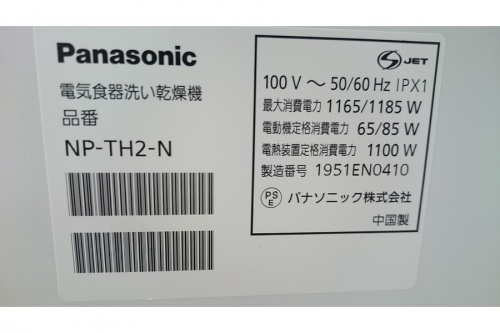 Panasonic
電気食器洗い乾燥機
品番
NP-TH2-N
S JET
100 V ～ 50/60 Hz IPX1
最大消費電力 1165/1185 W
電動機定格消費電力 65/85 W
電熱装置定格消費電力 1100 W
製造番号 1951EN0410
PS E パナソニック株式会社
中国製